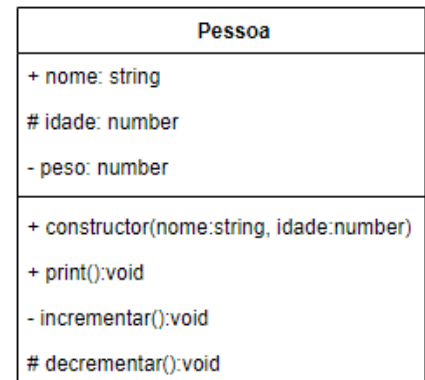 Pessoa
+ nome: string
# idade: number
- peso: number
+ constructor(nome:string, idade:number)
+ print():void
- incrementar():void
# decrementar():void